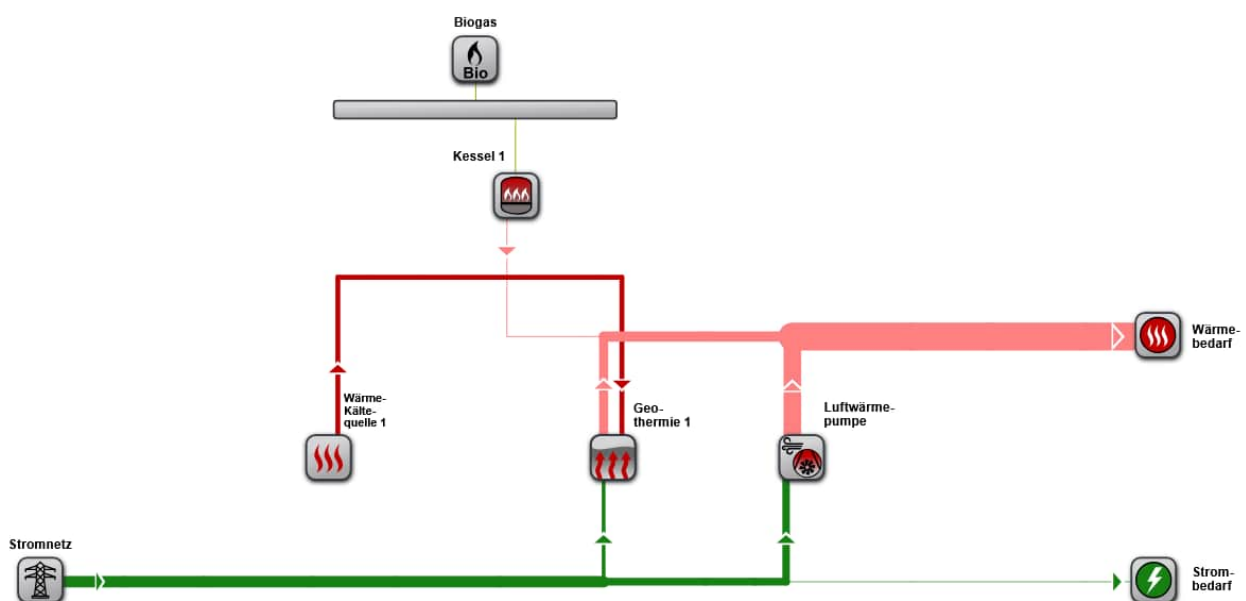 Biogas
Bio
Kessel 1
Wärme-
bedarf
Wärme-
Kälte-
quelle 1
Geo-
thermie 1
Luftwärme-
pumpe
Stromnetz
Strom-
bedarf